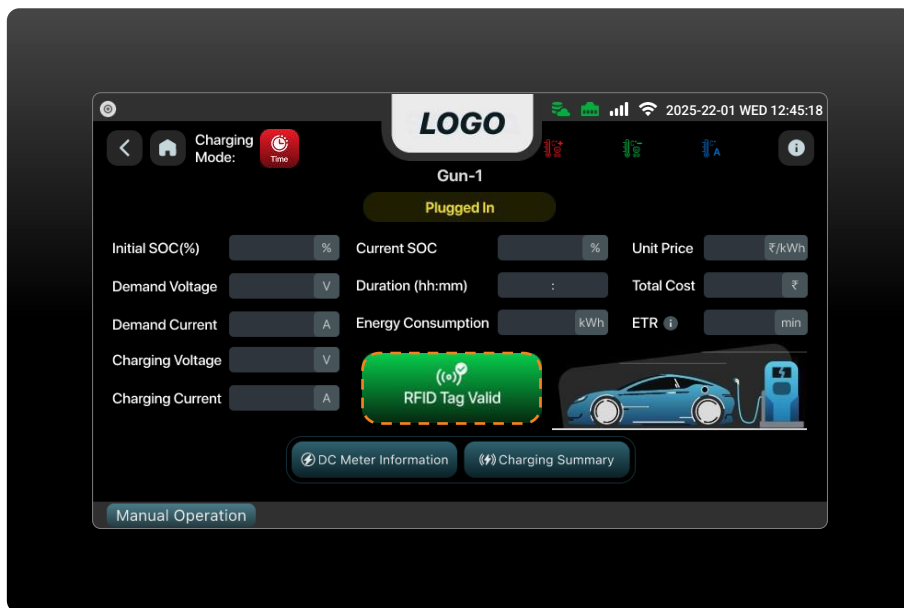 LOGO
2025-22-01 WED 12:45:18
Charging
Mode:
Time
Gun-1
Plugged In
Initial SOC(%) %
Current SOC %
Unit Price ₹/kWh
Demand Voltage V
Duration (hh:mm) :
Total Cost ₹
Demand Current A
Energy Consumption kWh
ETR i min
Charging Voltage V
Charging Current A
RFID Tag Valid
DC Meter Information
Charging Summary
Manual Operation